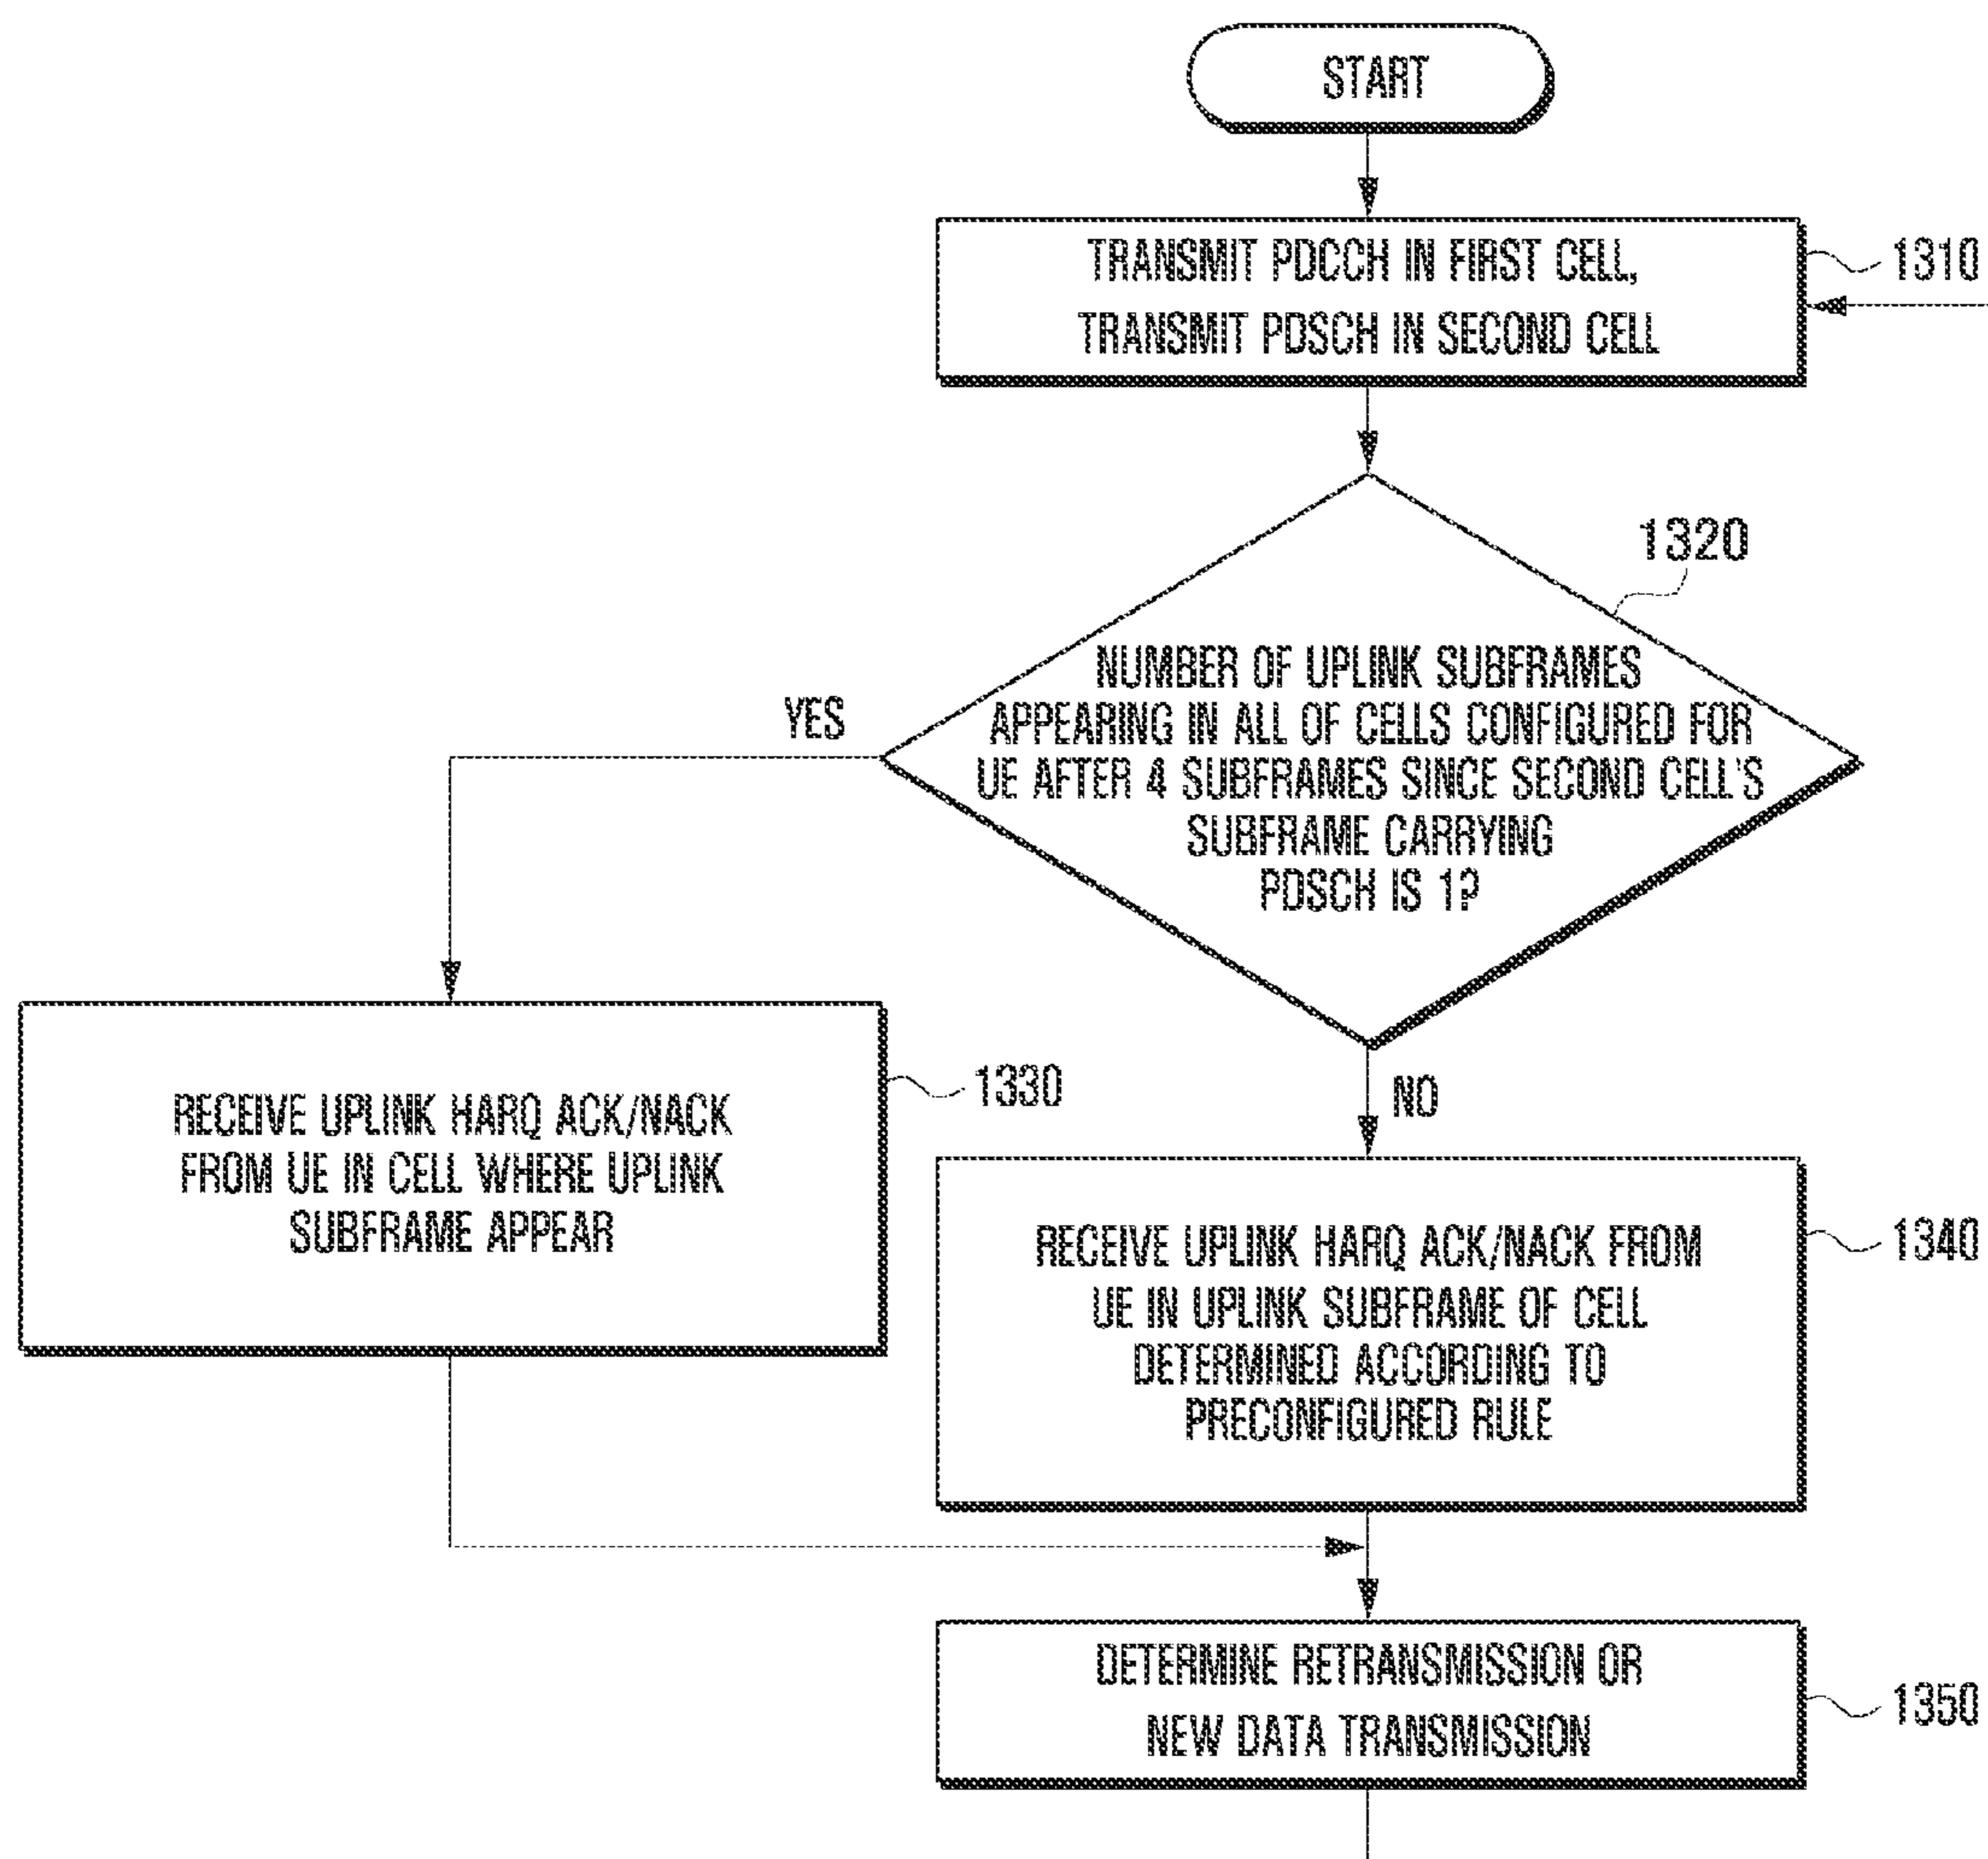 START
TRANSMIT PDCCH IN FIRST CELL,
TRANSMIT PDSCH IN SECOND CELL
1310
1320
NUMBER OF UPLINK SUBFRAMES
APPEARING IN ALL OF CELLS CONFIGURED FOR
UE AFTER 4 SUBFRAMES SINCE SECOND CELL'S
SUBFRAME CARRYING
PDSCH IS 1?
YES
NO
RECEIVE UPLINK HARQ ACK/NACK
FROM UE IN CELL WHERE UPLINK
SUBFRAME APPEAR
1330
RECEIVE UPLINK HARQ ACK/NACK FROM
UE IN UPLINK SUBFRAME OF CELL
DETERMINED ACCORDING TO
PRECONFIGURED RULE
1340
DETERMINE RETRANSMISSION OR
NEW DATA TRANSMISSION
1350